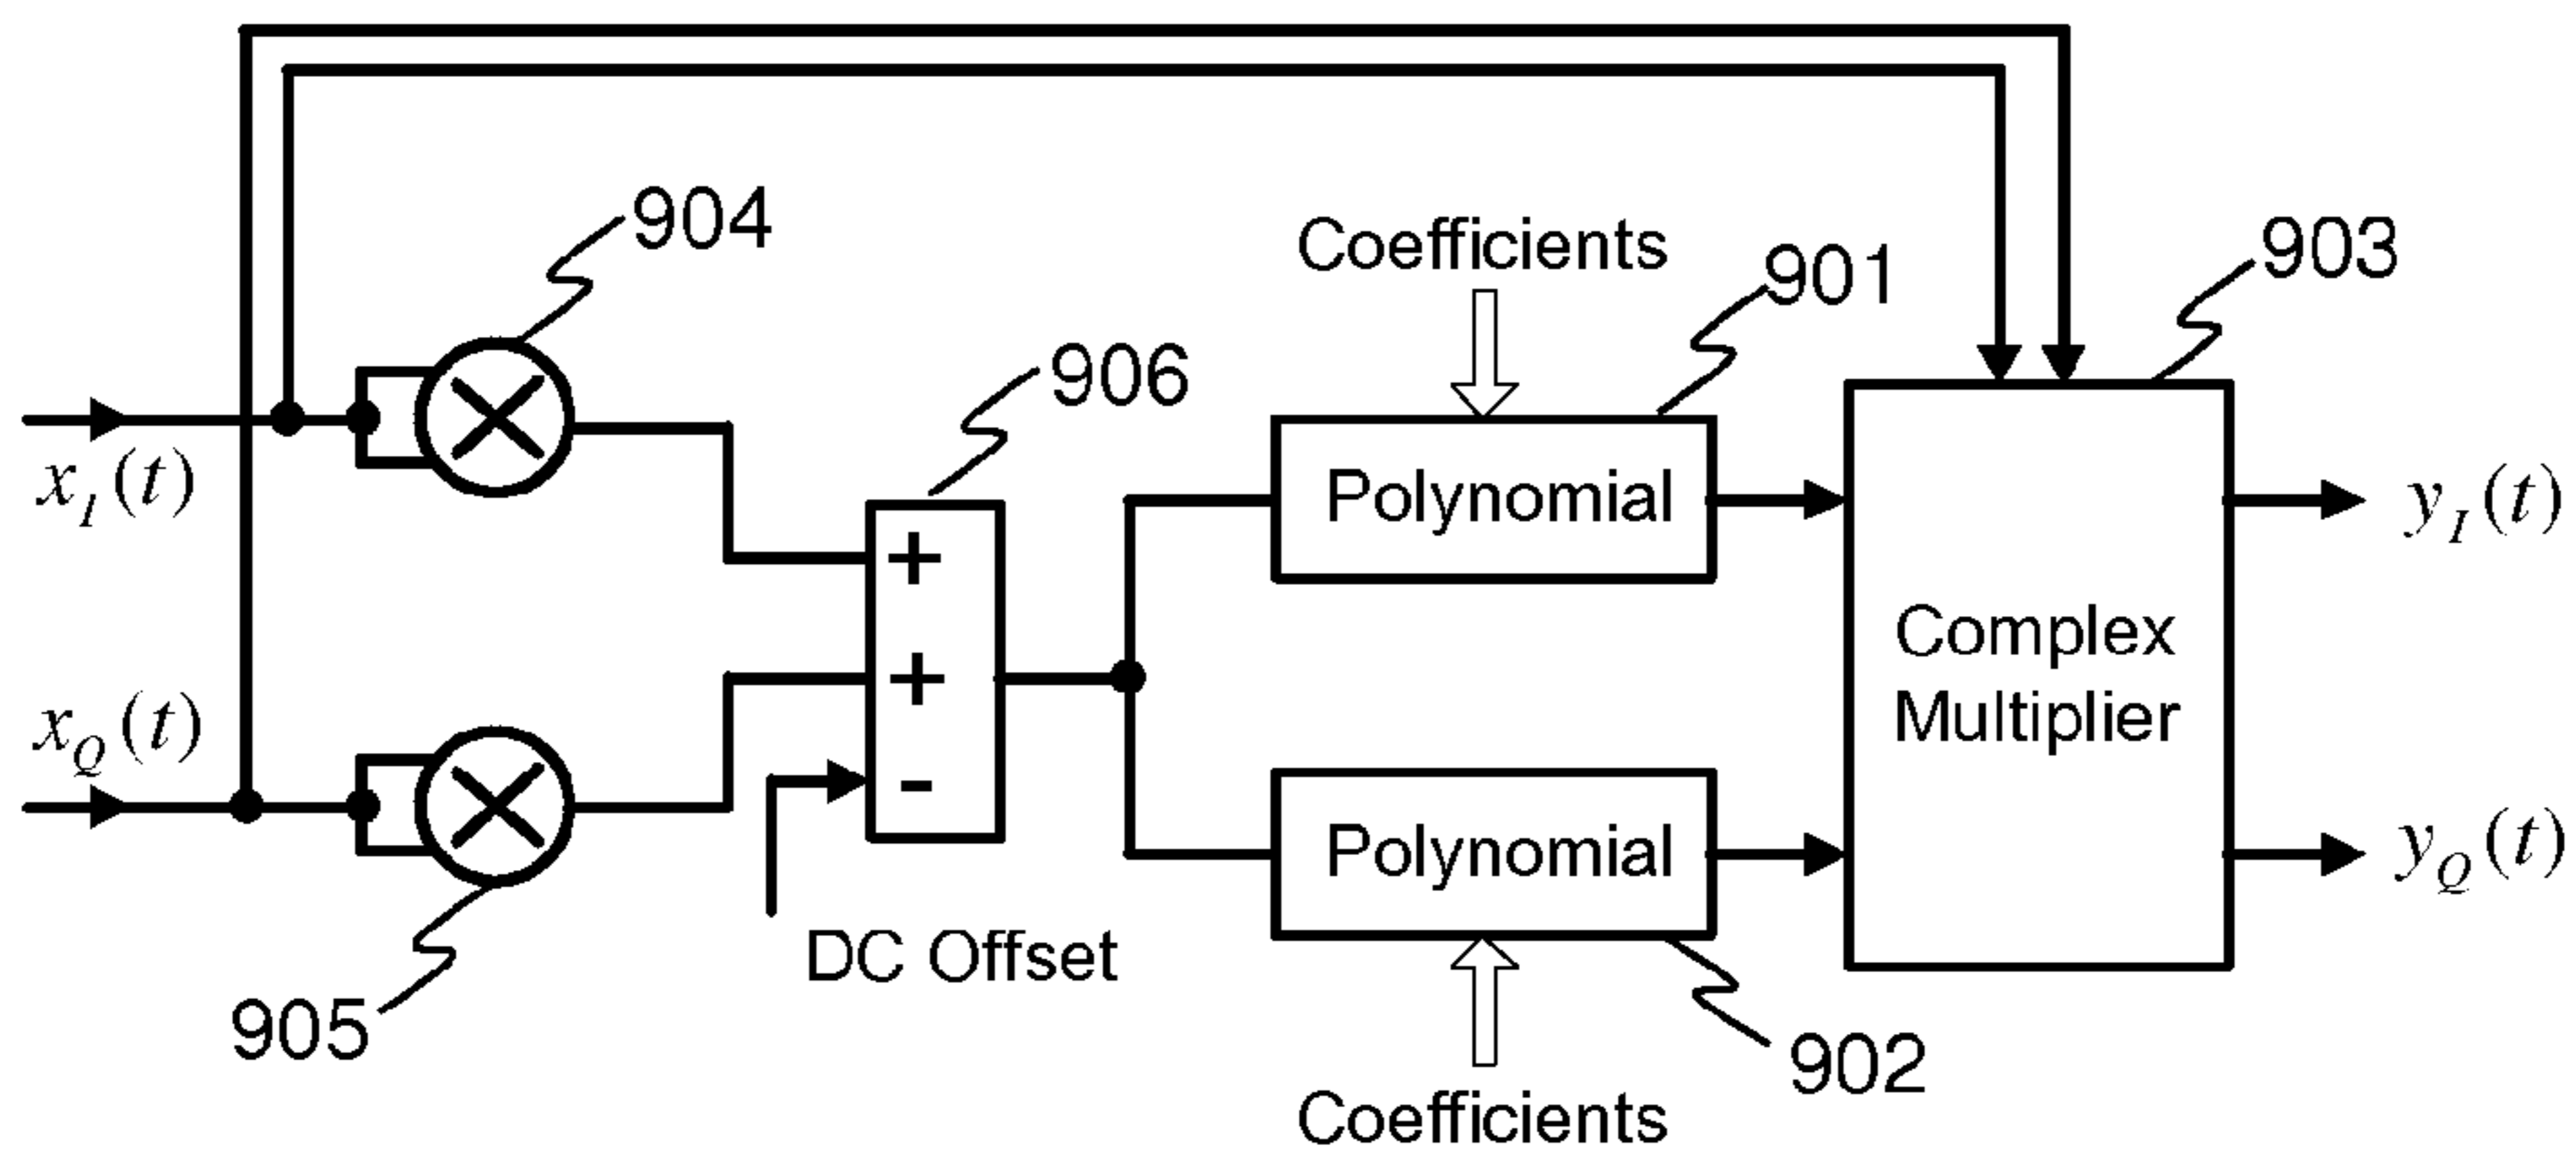 904
Coefficients
901
903
906
x_I(t)
+
Polynomial
y_I(t)
+
Complex
Multiplier
x_Q(t)
-
Polynomial
y_Q(t)
DC Offset
905
902
Coefficients